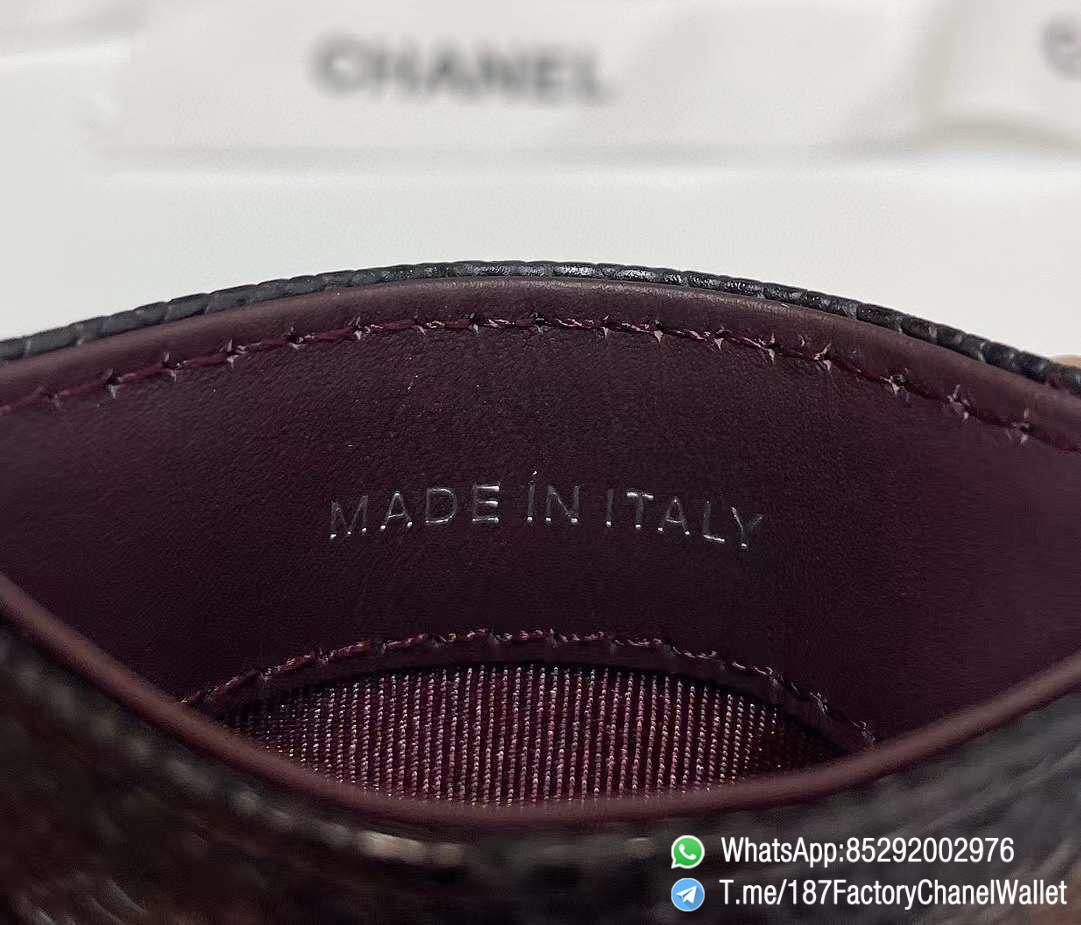 CHANEL
MADE IN ITALY
WhatsApp:85292002976
T.me/187FactoryChanelWallet